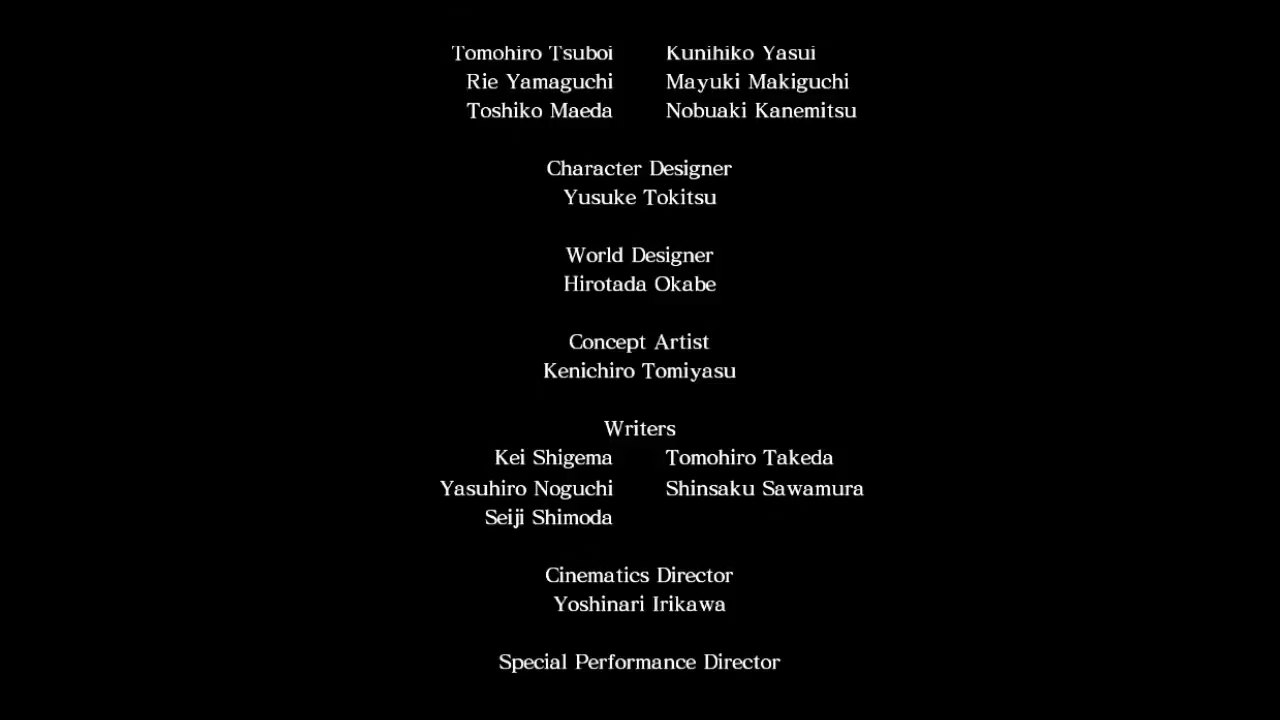 Tomohiro Tsuboi Kunihiko Yasui
Rie Yamaguchi Mayuki Makiguchi
Toshiko Maeda Nobuaki Kanemitsu
Character Designer
Yusuke Tokitsu
World Designer
Hirotada Okabe
Concept Artist
Kenichiro Tomiyasu
Writers
Kei Shigema Tomohiro Takeda
Yasuhiro Noguchi Shinsaku Sawamura
Seiji Shimoda
Cinematics Director
Yoshinari Irikawa
Special Performance Director